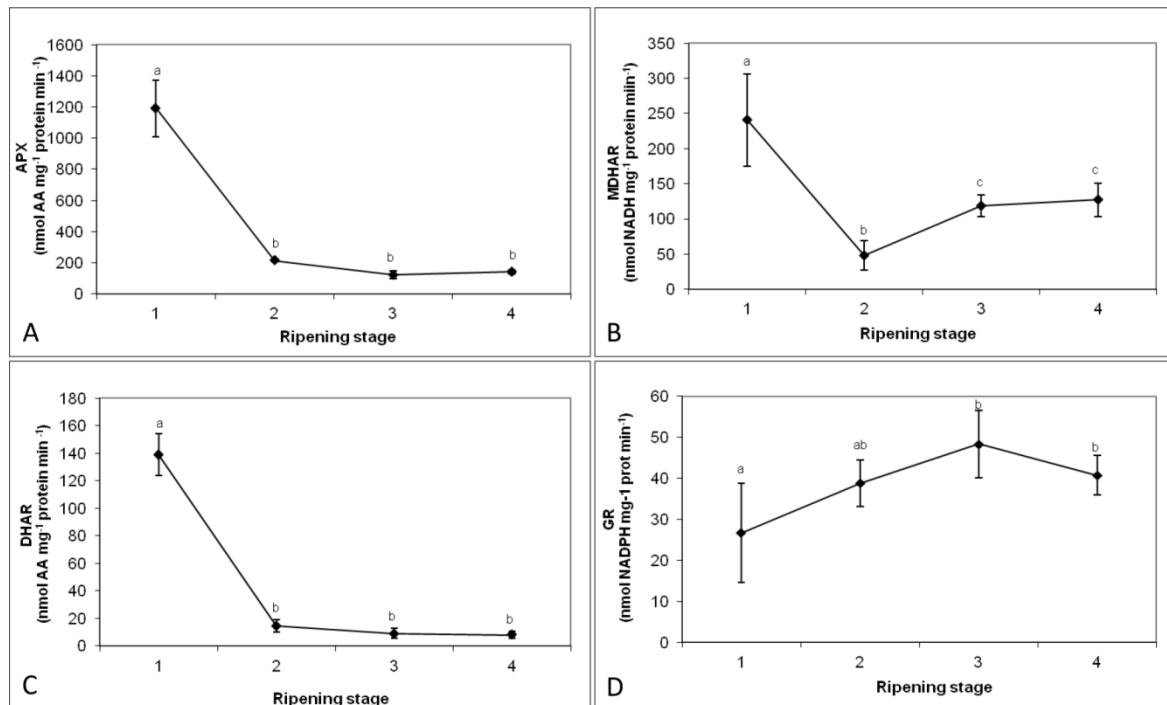 APX
(nmol AA mg⁻¹ protein min⁻¹)
1600
1400
1200
1000
800
600
400
200
0
a
b
b
b
1 2 3 4
Ripening stage
A
MDHAR
(nmol NADH mg⁻¹ protein miin⁻¹)
350
300
250
200
150
100
50
0
a
b
c
c
1 2 3 4
Ripening stage
B
DHAR
(nmol AA mg⁻¹ protein min⁻¹)
180
160
140
120
100
80
60
40
20
0
a
b
b
b
1 2 3 4
Ripening stage
C
GR
(nmol NADPH mg-1 prot min⁻¹)
60
50
40
30
20
10
0
a
ab
b
b
1 2 3 4
Ripening stage
D